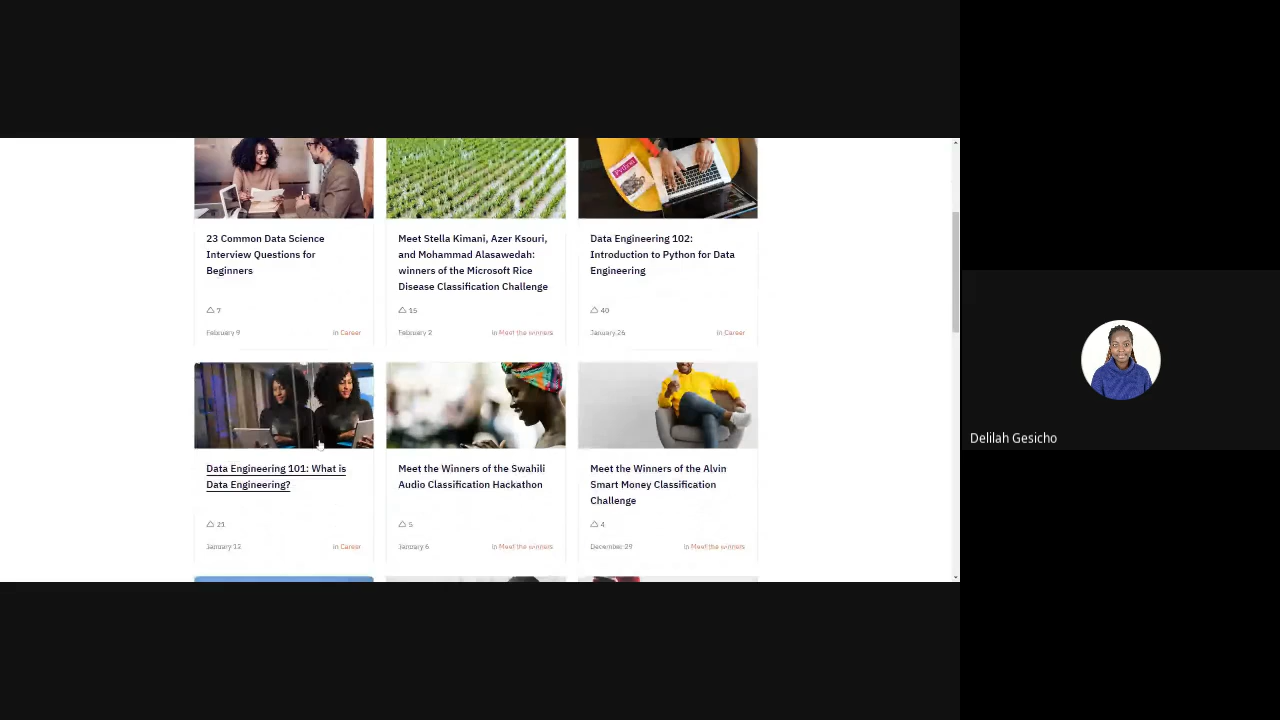 23 Common Data Science
Interview Questions for
Beginners
7
February 9
In Career
Meet Stella Kimani, Azer Ksouri,
and Mohammad Alasawedah:
winners of the Microsoft Rice
Disease Classification Challenge
15
February 2
In Meet the winners
Data Engineering 102:
Introduction to Python for Data
Engineering
40
January 26
In Career
Data Engineering 101: What is
Data Engineering?
21
January 12
In Career
Meet the Winners of the Swahili
Audio Classification Hackathon
5
January 6
In Meet the winners
Meet the Winners of the Alvin
Smart Money Classification
Challenge
4
December 29
In Meet the winners
Delilah Gesicho